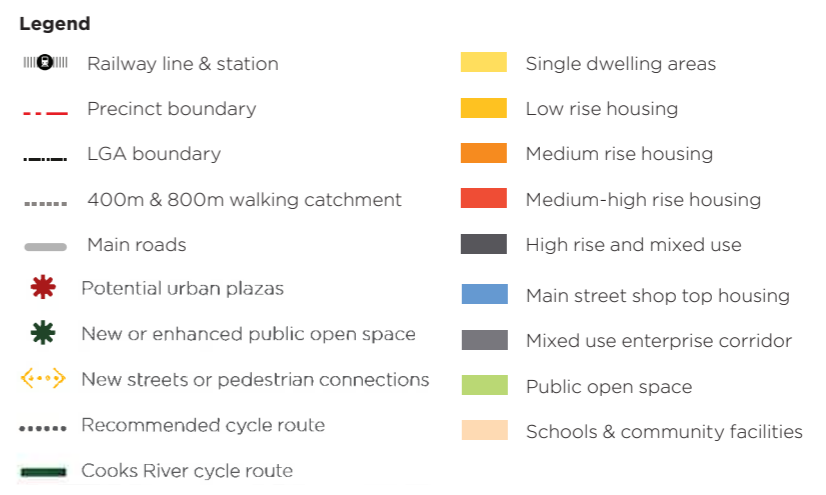 Legend
Railway line & station
Precinct boundary
LGA boundary
400m & 800m walking catchment
Main roads
Potential urban plazas
New or enhanced public open space
New streets or pedestrian connections
Recommended cycle route
Cooks River cycle route
Single dwelling areas
Low rise housing
Medium rise housing
Medium-high rise housing
High rise and mixed use
Main street shop top housing
Mixed use enterprise corridor
Public open space
Schools & community facilities